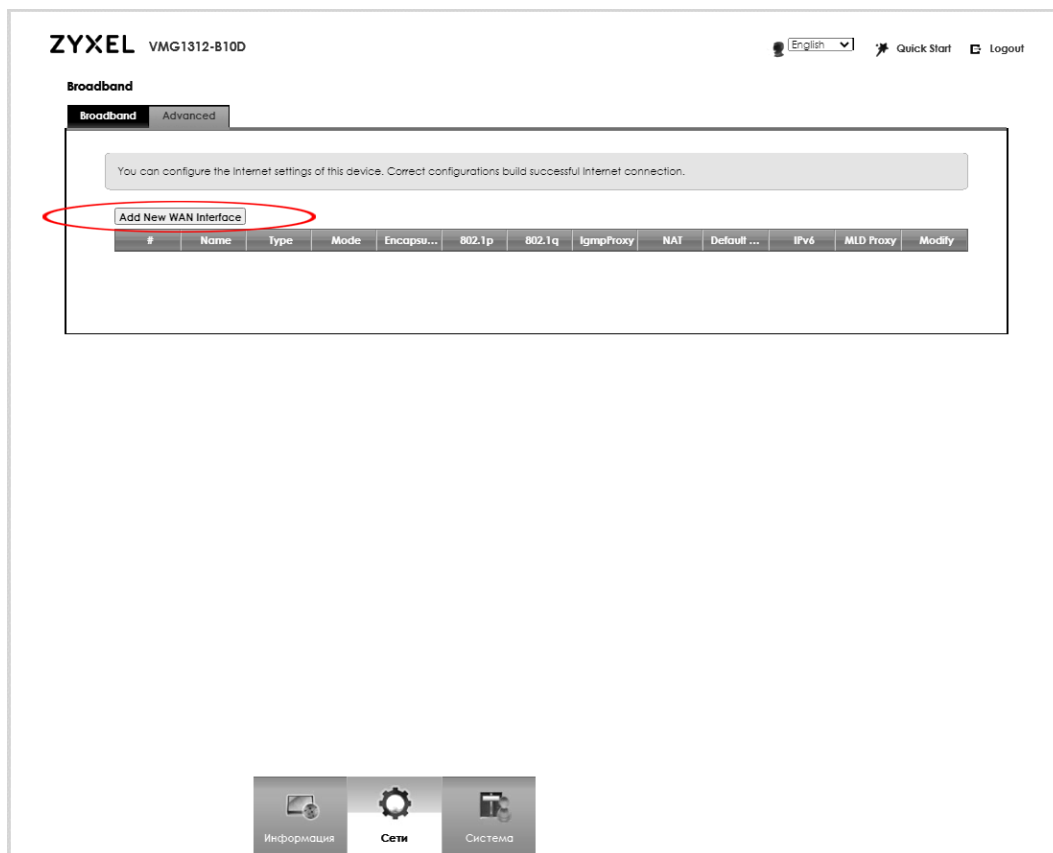 ZYXEL VMG1312-B10D English Quick Start Logout
Broadband
Broadband Advanced
You can configure the Internet settings of this device. Correct configurations build successful Internet connection.
Add New WAN Interface
# Name Type Mode Encapsu... 802.1p 802.1q IgmpProxy NAT Default ... IPv6 MLD Proxy Modify
Информация Сети Система